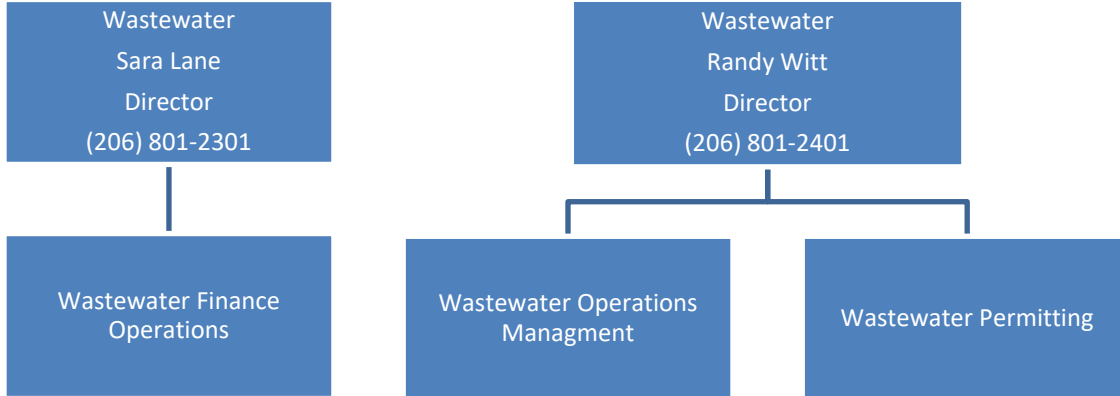 Wastewater
Sara Lane
Director
(206) 801-2301
Wastewater
Randy Witt
Director
(206) 801-2401
Wastewater Finance
Operations
Wastewater Operations
Managment
Wastewater Permitting